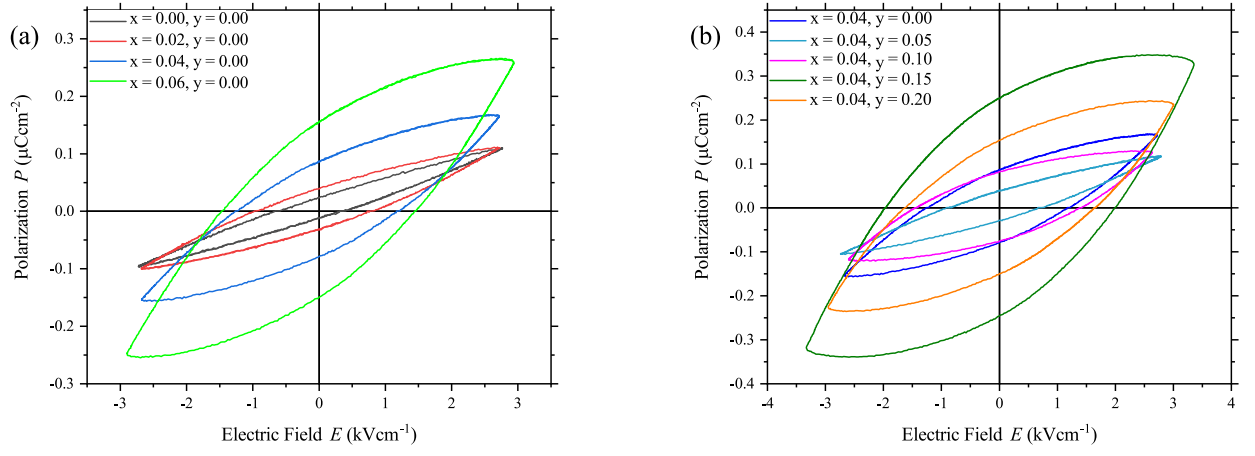 (a)
x = 0.00, y = 0.00
x = 0.02, y = 0.00
x = 0.04, y = 0.00
x = 0.06, y = 0.00
0.3
0.2
0.1
0.0
-0.1
-0.2
-0.3
Polarization P (μCcm-2)
-3 -2 -1 0 1 2 3
Electric Field E (kVcm-1)
(b)
x = 0.04, y = 0.00
x = 0.04, y = 0.05
x = 0.04, y = 0.10
x = 0.04, y = 0.15
x = 0.04, y = 0.20
0.4
0.3
0.2
0.1
0.0
-0.1
-0.2
-0.3
-0.4
Polarization P (μCcm-2)
-4 -3 -2 -1 0 1 2 3 4
Electric Field E (kVcm-1)